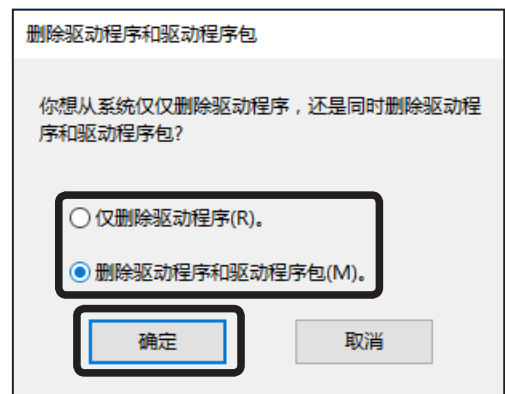 删除驱动程序和驱动程序包
你想从系统仅仅删除驱动程序，还是同时删除驱动程
序和驱动程序包?
仅删除驱动程序(R)。
删除驱动程序和驱动程序包(M)。
确定
取消